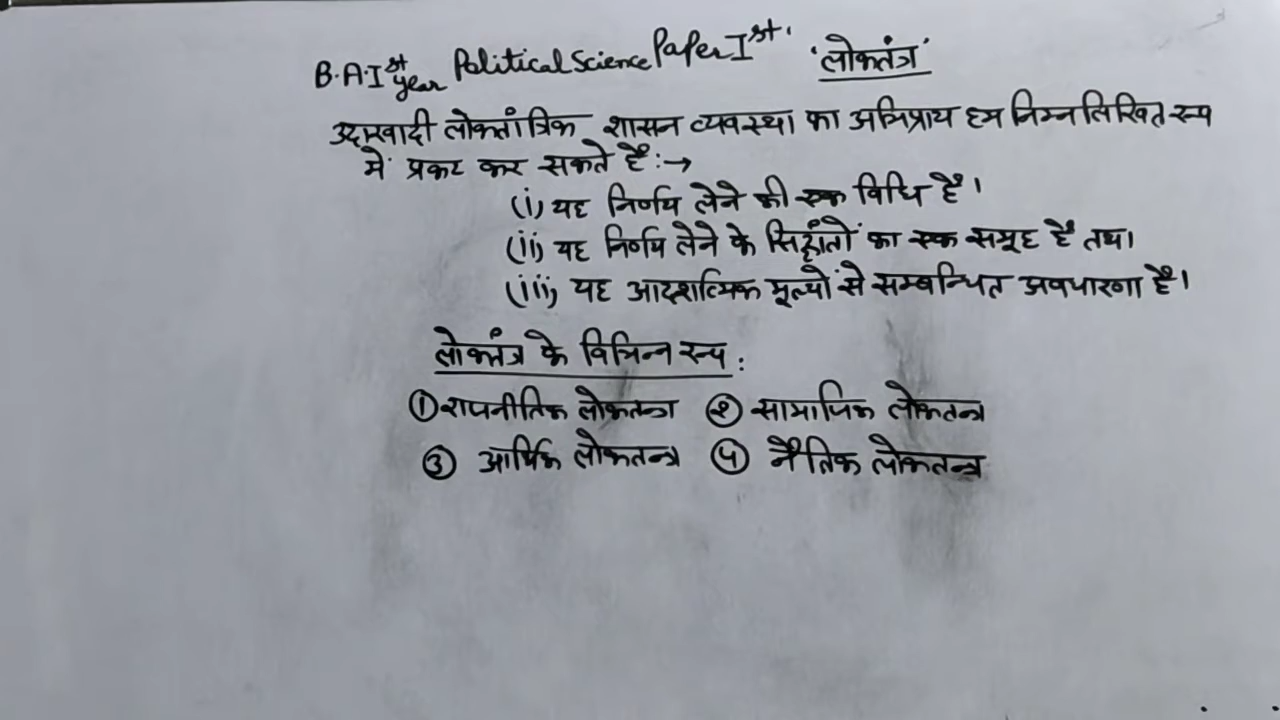 B.A. Ist year Political Science Paper Ist. 'लोकतंत्र'
उदारवादी लोकतांत्रिक शासन व्यवस्था का अभिप्राय हम निम्नलिखित रूप
में प्रकट कर सकते हैं :→
(i) यह निर्णय लेने की एक विधि है।
(ii) यह निर्णय लेने के सिद्धांतों का एक समूह है तथा
(iii) यह आदर्शात्मक मूल्यों से सम्बन्धित अवधारणा है।
लोकतंत्र के विभिन्न रूप :
① राजनीतिक लोकतन्त्र ② सामाजिक लोकतन्त्र
③ आर्थिक लोकतन्त्र ④ नैतिक लोकतन्त्र